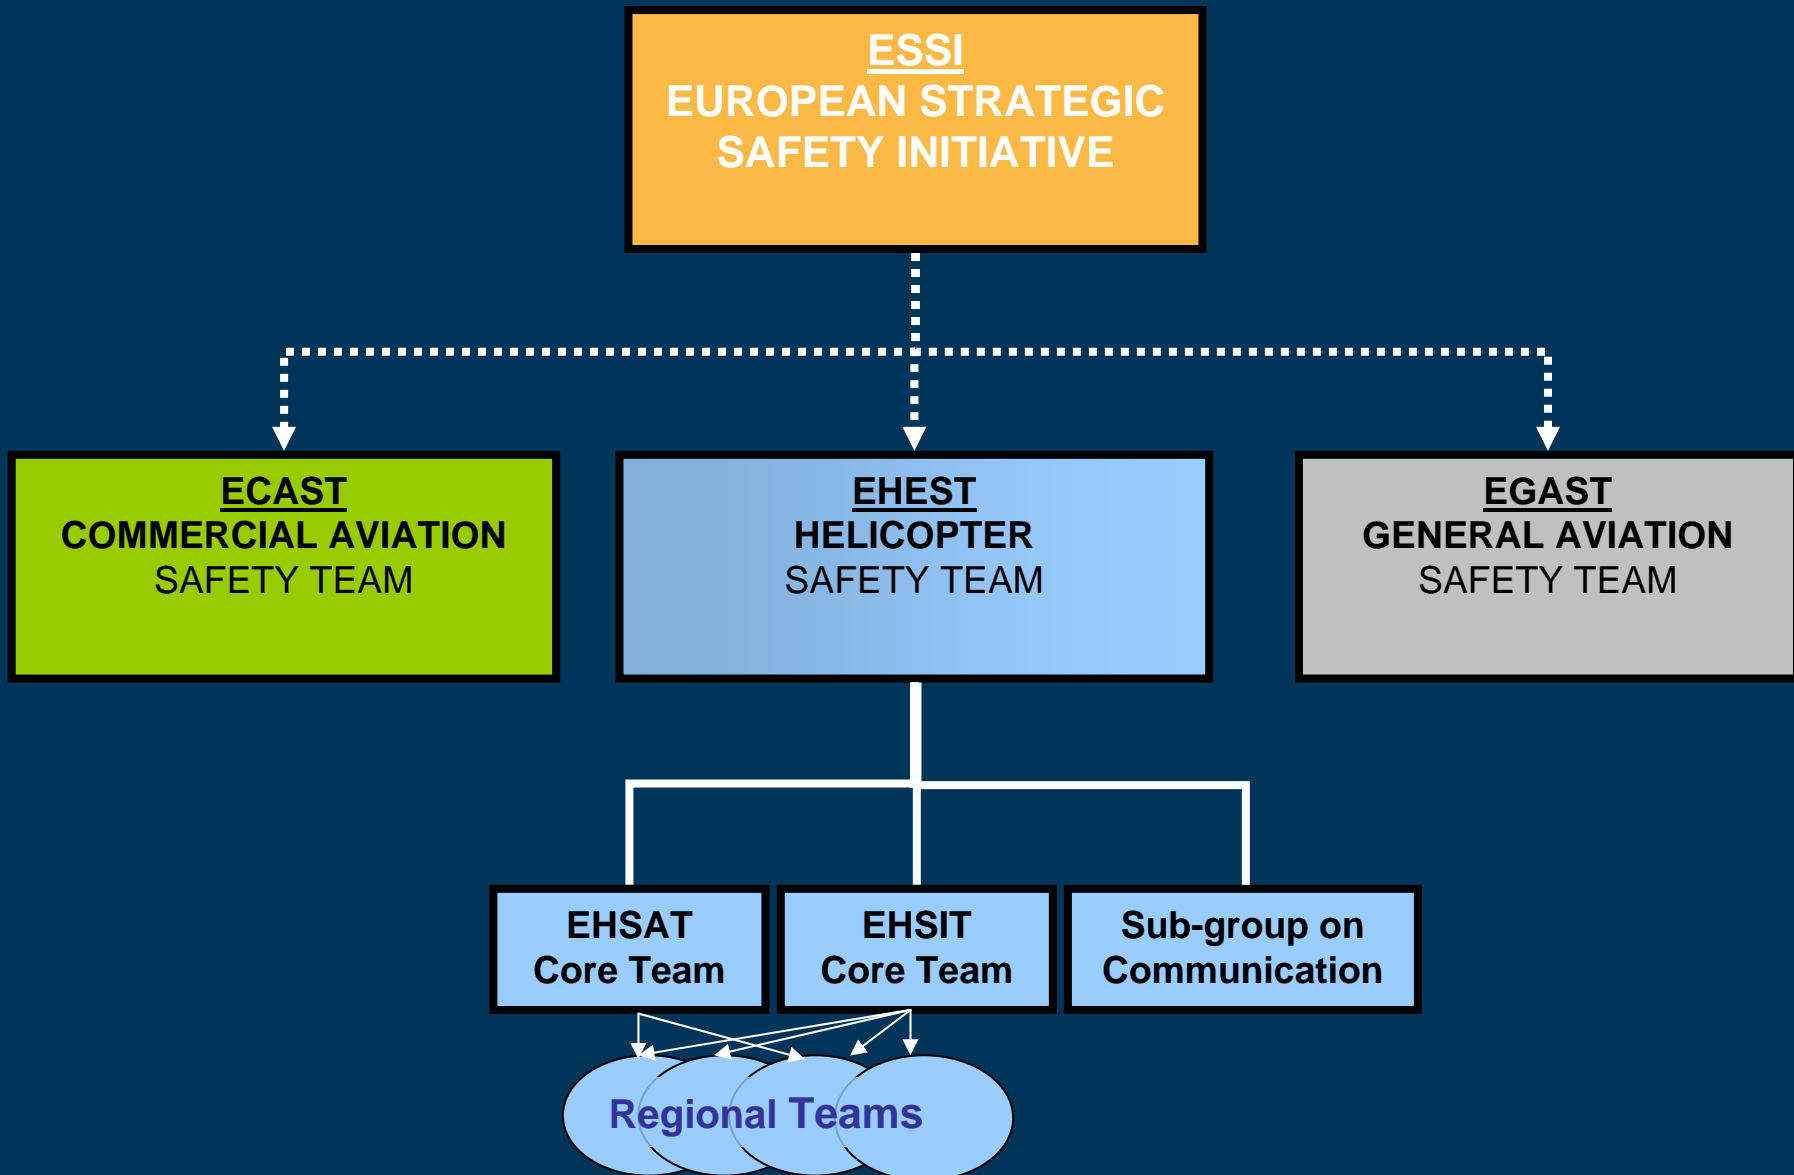 ESSI
EUROPEAN STRATEGIC
SAFETY INITIATIVE
ECAST
COMMERCIAL AVIATION
SAFETY TEAM
EHEST
HELICOPTER
SAFETY TEAM
EGAST
GENERAL AVIATION
SAFETY TEAM
EHSAT
Core Team
EHSIT
Core Team
Sub-group on
Communication
Regional Teams